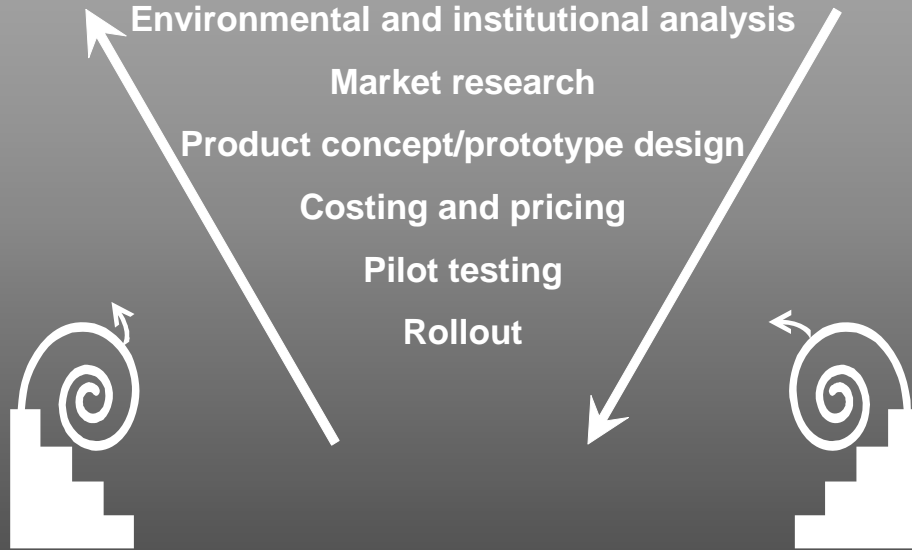 Environmental and institutional analysis
Market research
Product concept/prototype design
Costing and pricing
Pilot testing
Rollout